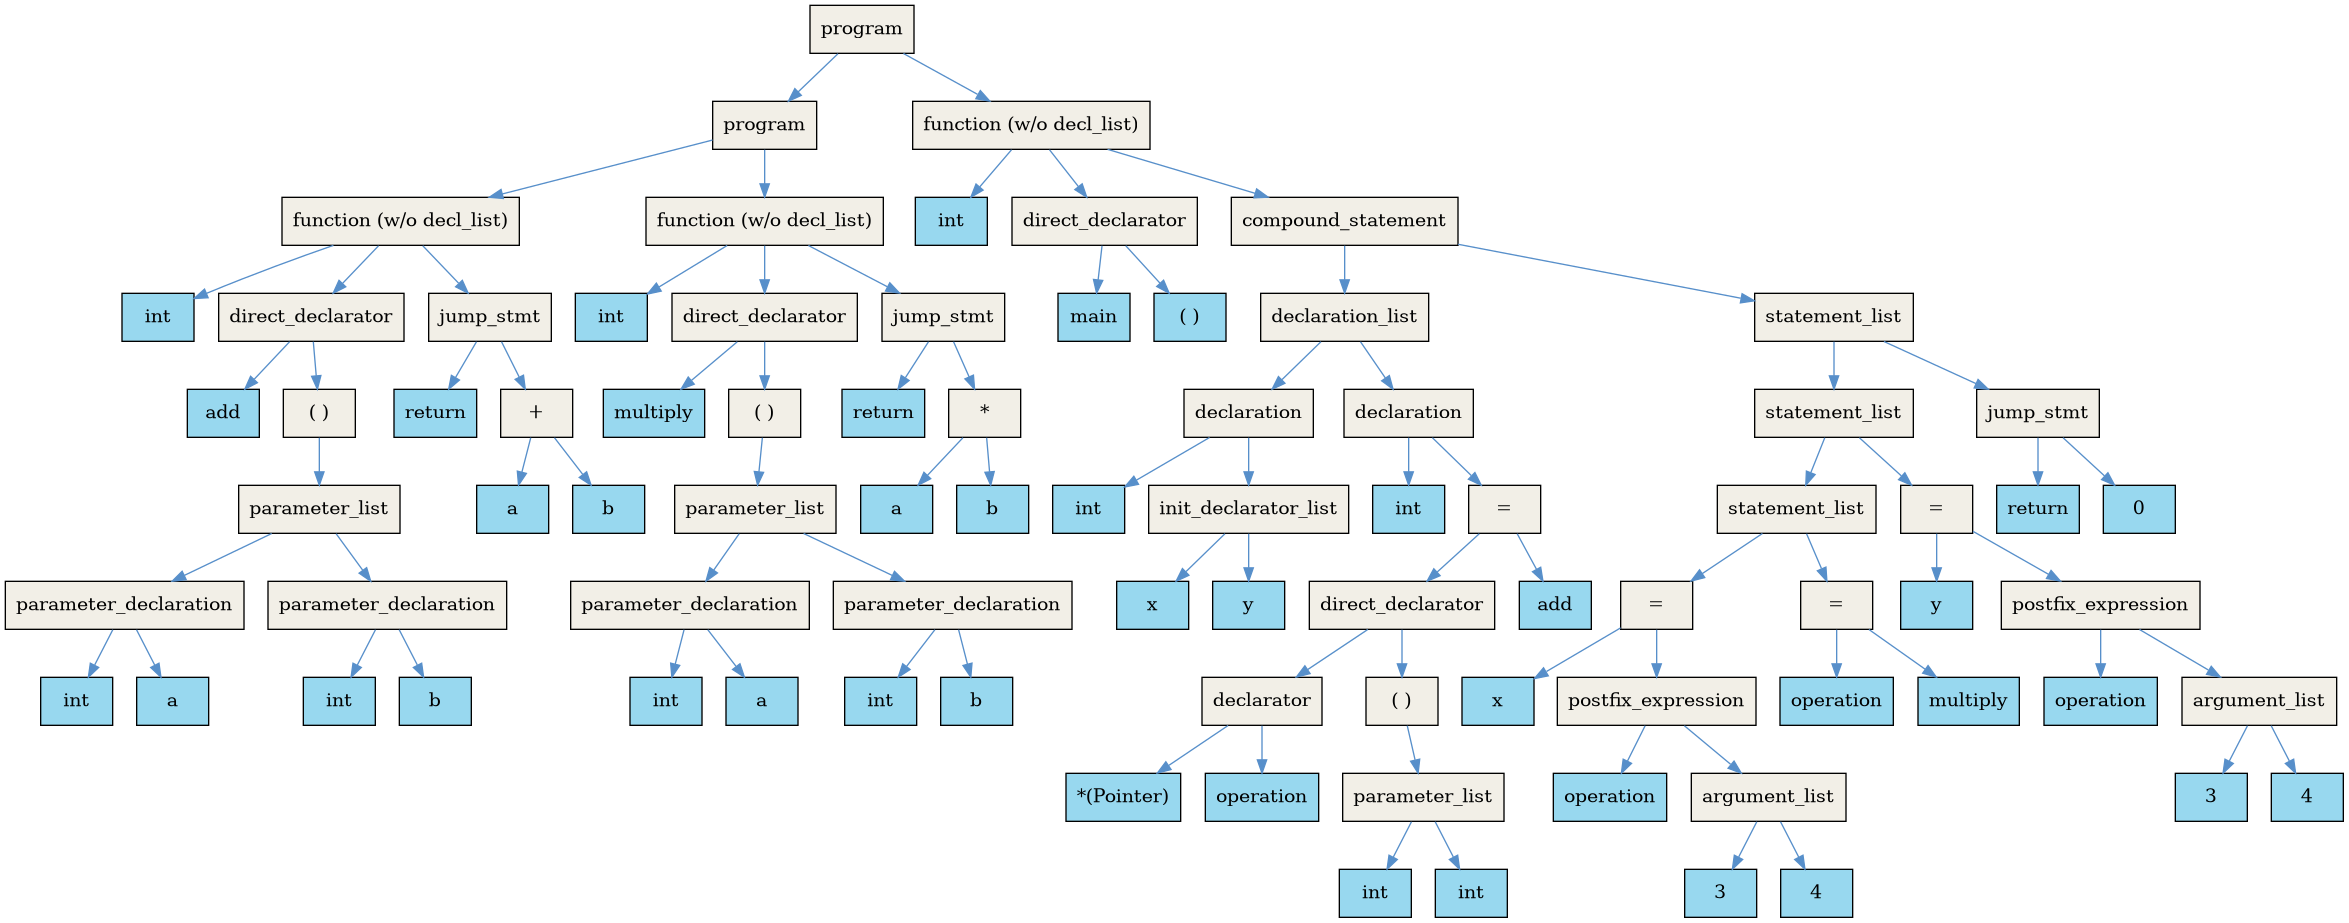 program
program
function (w/o decl_list)
function (w/o decl_list)
function (w/o decl_list)
int
direct_declarator
compound_statement
int
direct_declarator
jump_stmt
int
direct_declarator
jump_stmt
main
( )
declaration_list
statement_list
add
( )
return
+
multiply
( )
return
*
declaration
declaration
statement_list
jump_stmt
parameter_list
a
b
parameter_list
a
b
int
init_declarator_list
int
=
statement_list
=
return
0
parameter_declaration
parameter_declaration
parameter_declaration
parameter_declaration
x
y
direct_declarator
add
=
=
y
postfix_expression
int
a
int
b
int
a
int
b
declarator
( )
x
postfix_expression
operation
multiply
operation
argument_list
*(Pointer)
operation
parameter_list
operation
argument_list
3
4
int
int
3
4